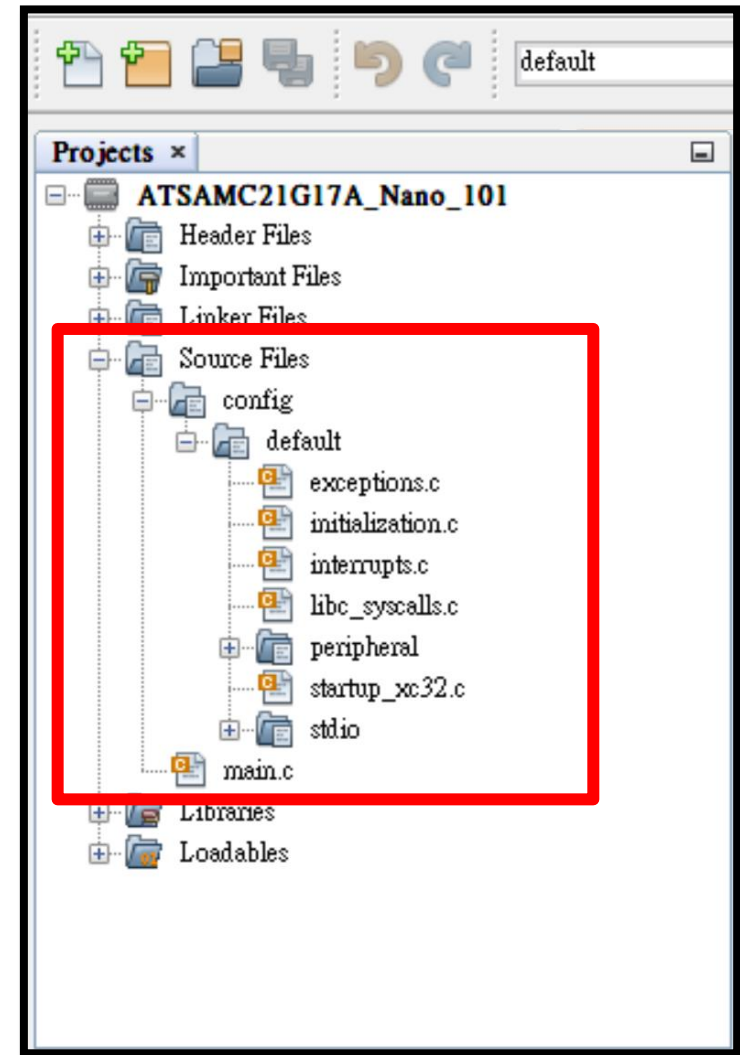 default
Projects ×
ATSAMC21G17A_Nano_101
Header Files
Important Files
Linker Files
Source Files
config
default
exceptions.c
initialization.c
interrupts.c
libc_syscalls.c
peripheral
startup_xc32.c
stdio
main.c
Libraries
Loadables